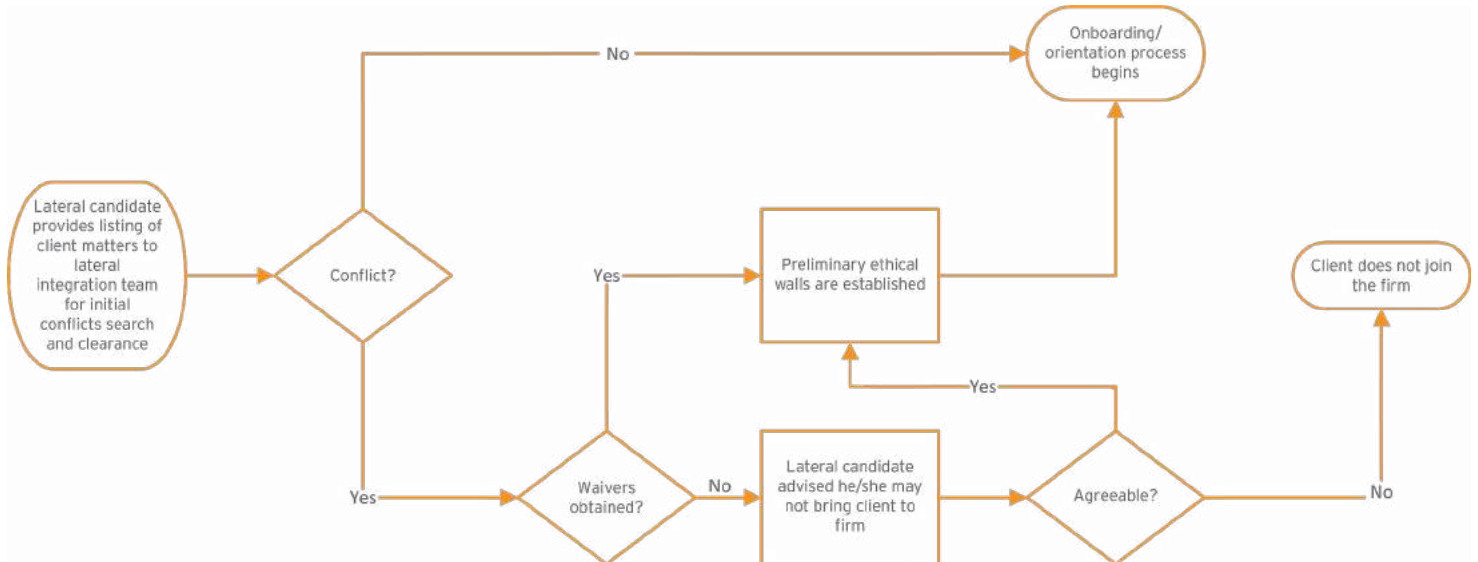 No
Onboarding/
orientation process
begins
Lateral candidate
provides listing of
client matters to
lateral
integration team
for initial
conflicts search
and clearance
Conflict?
Yes
Preliminary ethical
walls are established
Client does not join
the firm
Yes
Yes
Waivers
obtained?
No
Lateral candidate
advised he/she may
not bring client to
firm
Agreeable?
No